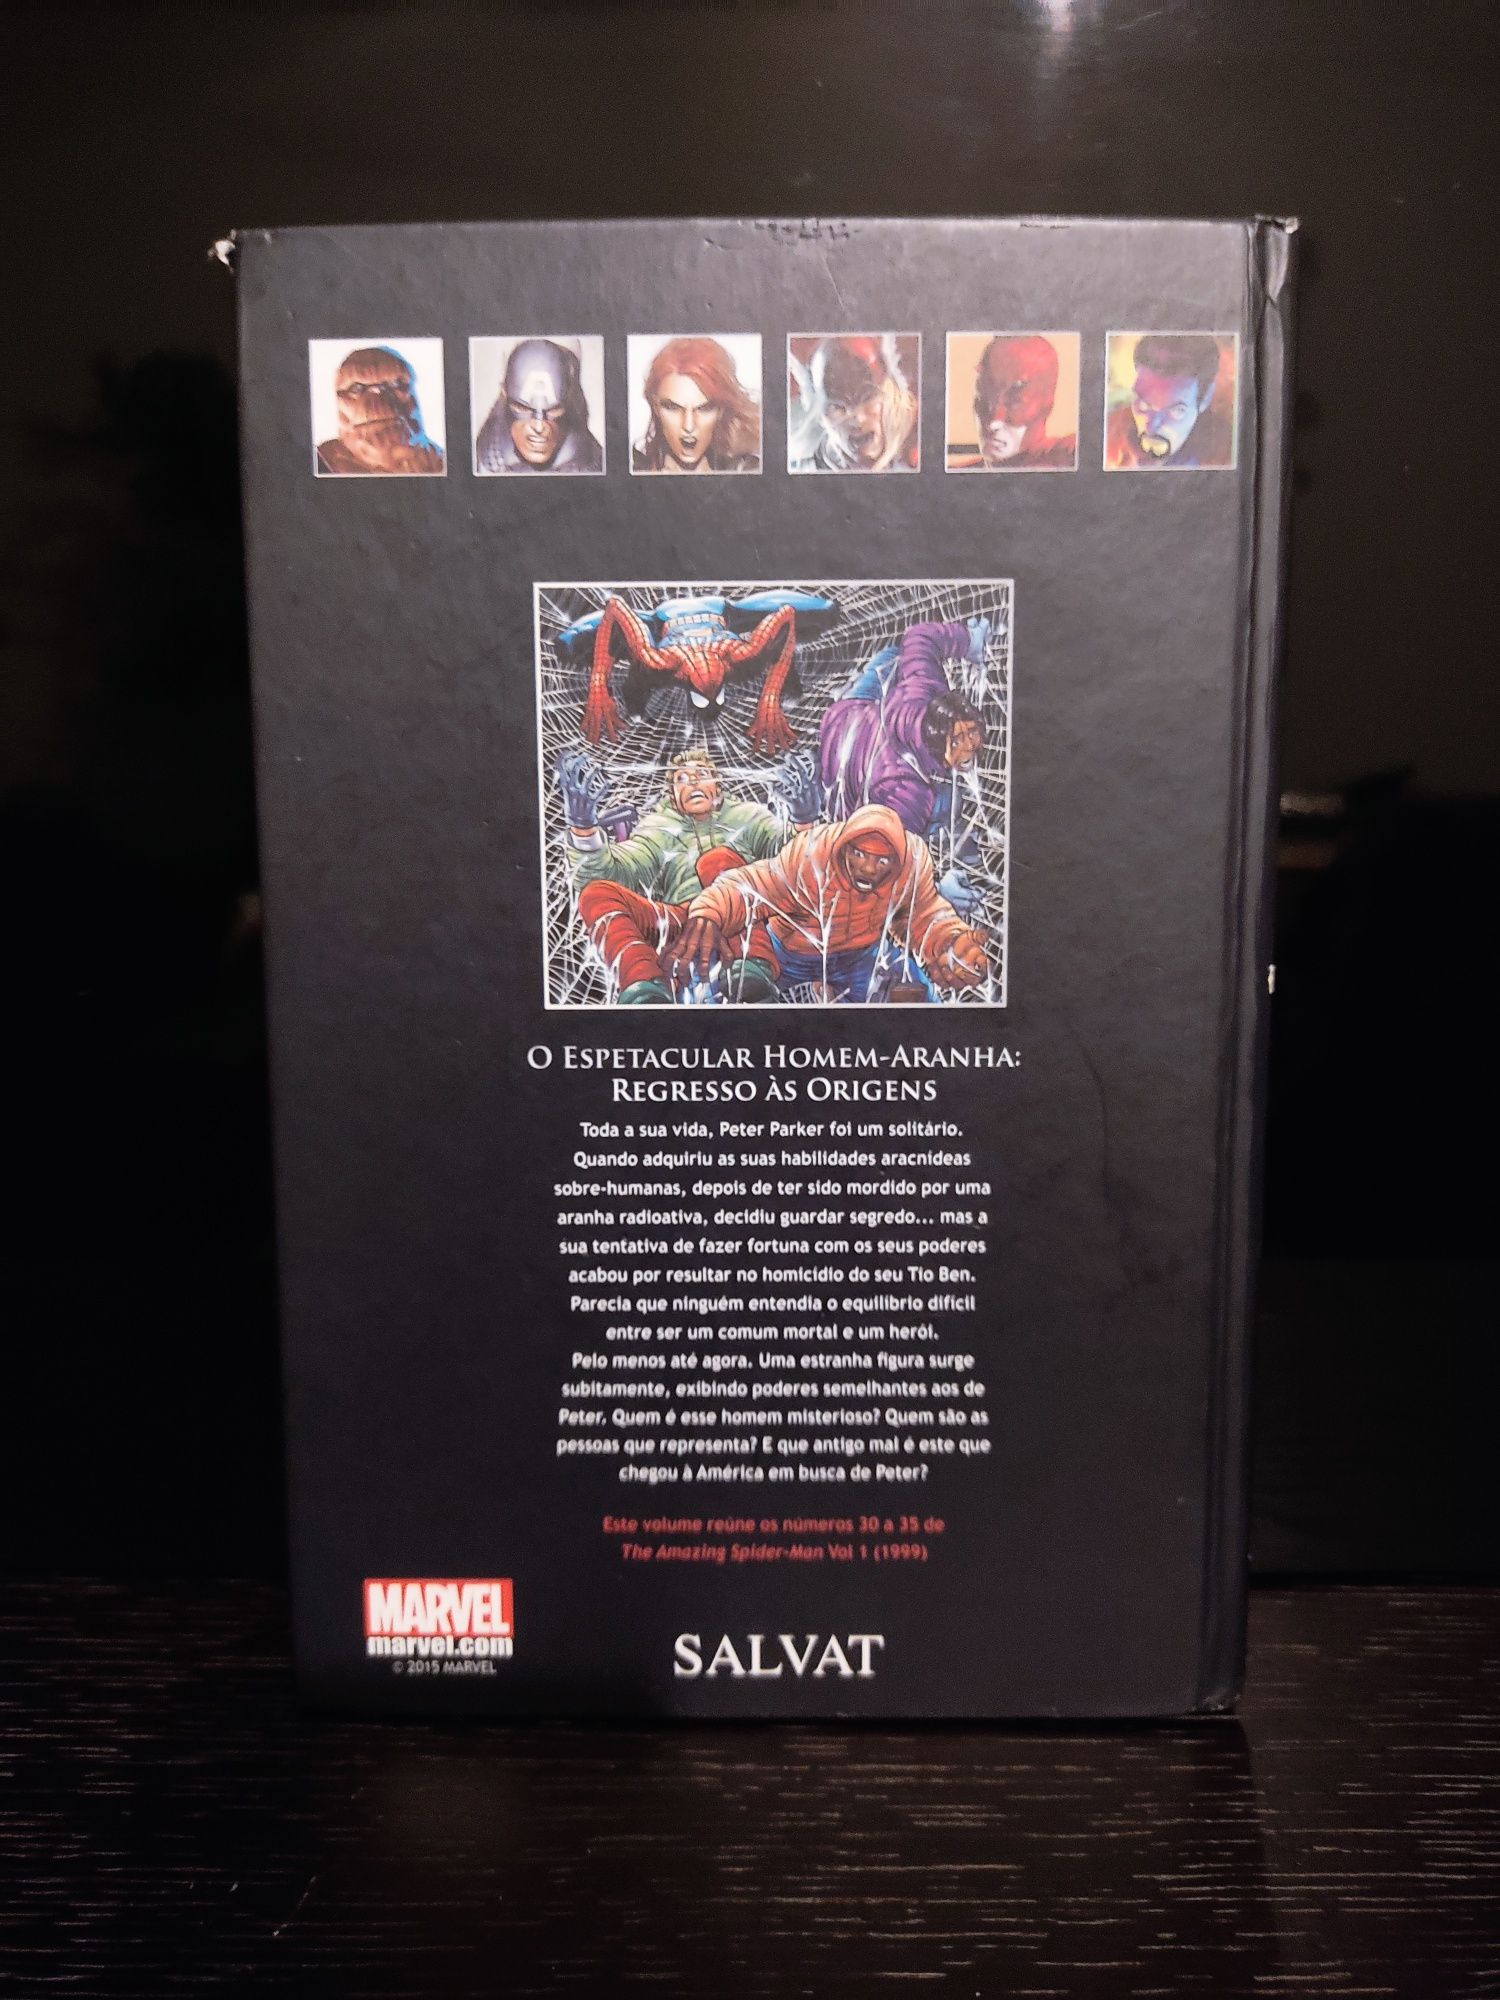 A
O Espetacular Homem-Aranha:
Regresso às Origens
Toda a sua vida, Peter Parker foi um solitário.
Quando adquiriu as suas habilidades aracnídeas
sobre-humanas, depois de ter sido mordido por uma
aranha radioativa, decidiu guardar segredo... mas a
sua tentativa de fazer fortuna com os seus poderes
acabou por resultar no homicídio do seu Tio Ben.
Parecia que ninguém entendia o equilíbrio difícil
entre ser um comum mortal e um herói.
Pelo menos até agora. Uma estranha figura surge
subitamente, exibindo poderes semelhantes aos de
Peter. Quem é esse homem misterioso? Quem são as
pessoas que representa? E que antigo mal é este que
chegou à América em busca de Peter?
Este volume reúne os números 30 a 35 de
The Amazing Spider-Man Vol 1 (1999)
MARVEL
marvel.com
© 2015 MARVEL
SALVAT